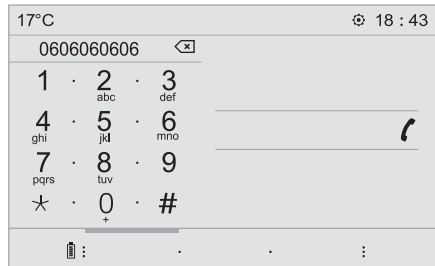 17°C 18 : 43
0606060606
1 · 2 · 3
abc def
4 · 5 · 6
ghi jkl mno
7 · 8 · 9
pqrs tuv
* · 0 · #
+